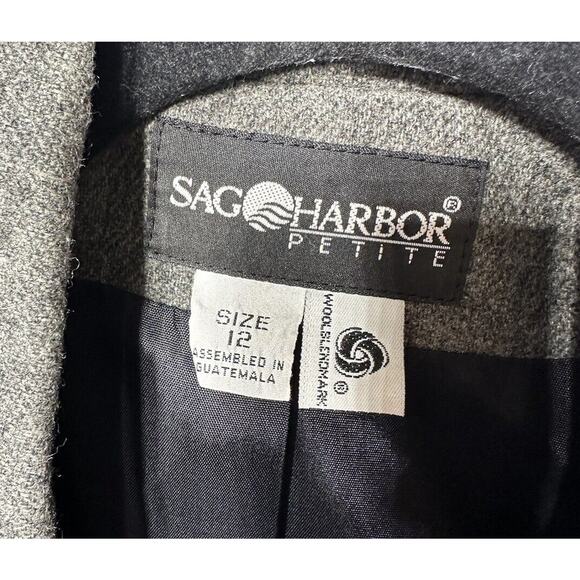 SAG HARBOR®
PETITE
SIZE
12
ASSEMBLED IN
GUATEMALA
WOOLBLENDMARK ®